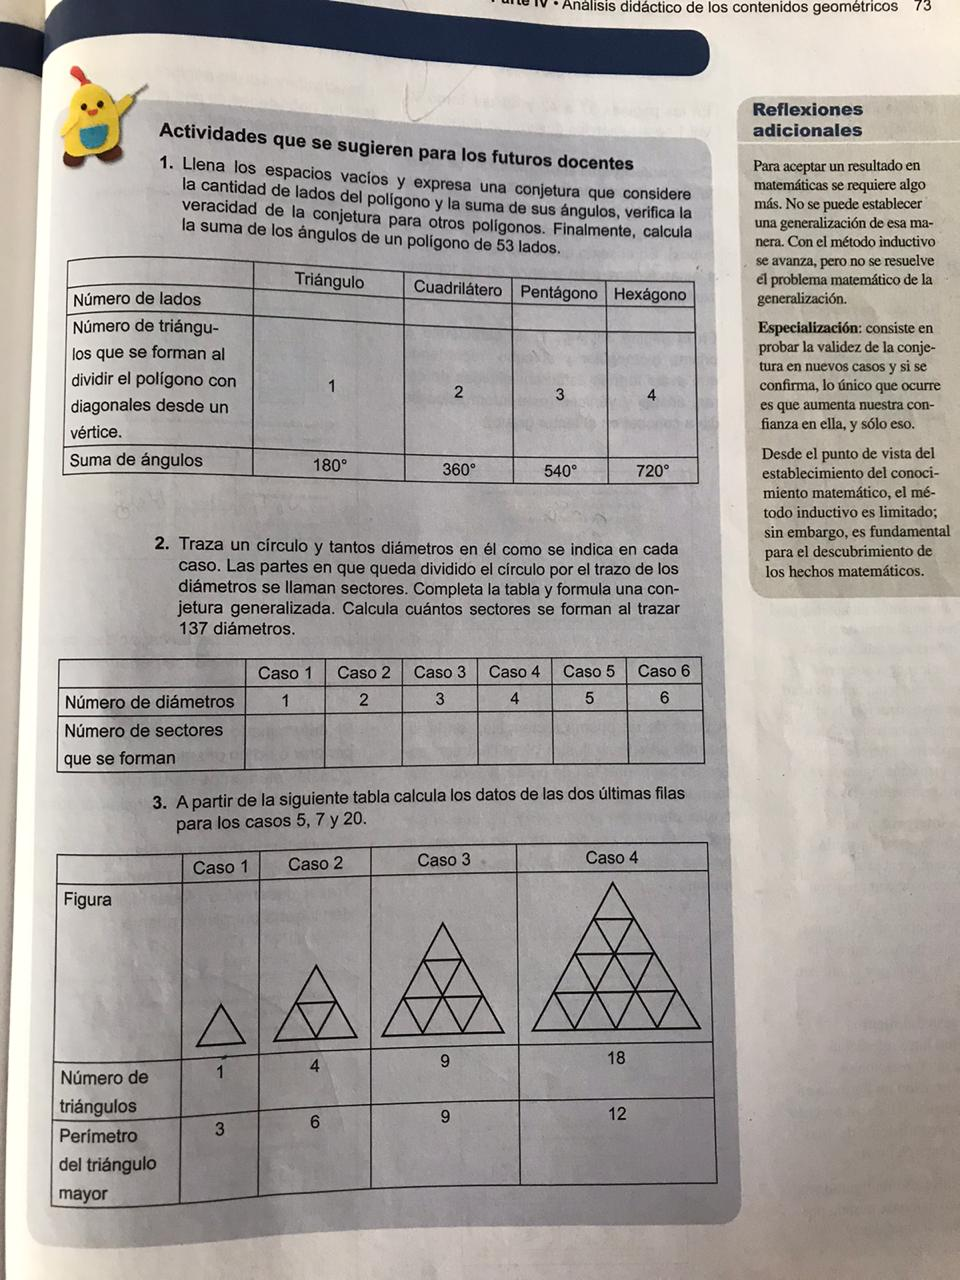 Parte IV • Análisis didáctico de los contenidos geométricos 73
Actividades que se sugieren para los futuros docentes
1. Llena los espacios vacíos y expresa una conjetura que considere
la cantidad de lados del polígono y la suma de sus ángulos, verifica la
veracidad de la conjetura para otros polígonos. Finalmente, calcula
la suma de los ángulos de un polígono de 53 lados.
Triángulo Cuadrilátero Pentágono Hexágono
Número de lados
Número de triángu-
los que se forman al
dividir el polígono con
diagonales desde un
vértice.
1 2 3 4
Suma de ángulos 180° 360° 540° 720°
2. Traza un círculo y tantos diámetros en él como se indica en cada
caso. Las partes en que queda dividido el círculo por el trazo de los
diámetros se llaman sectores. Completa la tabla y formula una con-
jetura generalizada. Calcula cuántos sectores se forman al trazar
137 diámetros.
Caso 1 Caso 2 Caso 3 Caso 4 Caso 5 Caso 6
Número de diámetros 1 2 3 4 5 6
Número de sectores
que se forman
3. A partir de la siguiente tabla calcula los datos de las dos últimas filas
para los casos 5, 7 y 20.
Caso 1 Caso 2 Caso 3 Caso 4
Figura
Número de
triángulos
1 4 9 18
Perímetro
del triángulo
mayor
3 6 9 12
Reflexiones
adicionales
Para aceptar un resultado en
matemáticas se requiere algo
más. No se puede establecer
una generalización de esa ma-
nera. Con el método inductivo
se avanza, pero no se resuelve
el problema matemático de la
generalización.
Especialización: consiste en
probar la validez de la conje-
tura en nuevos casos y si se
confirma, lo único que ocurre
es que aumenta nuestra con-
fianza en ella, y sólo eso.
Desde el punto de vista del
establecimiento del conoci-
miento matemático, el mé-
todo inductivo es limitado;
sin embargo, es fundamental
para el descubrimiento de
los hechos matemáticos.